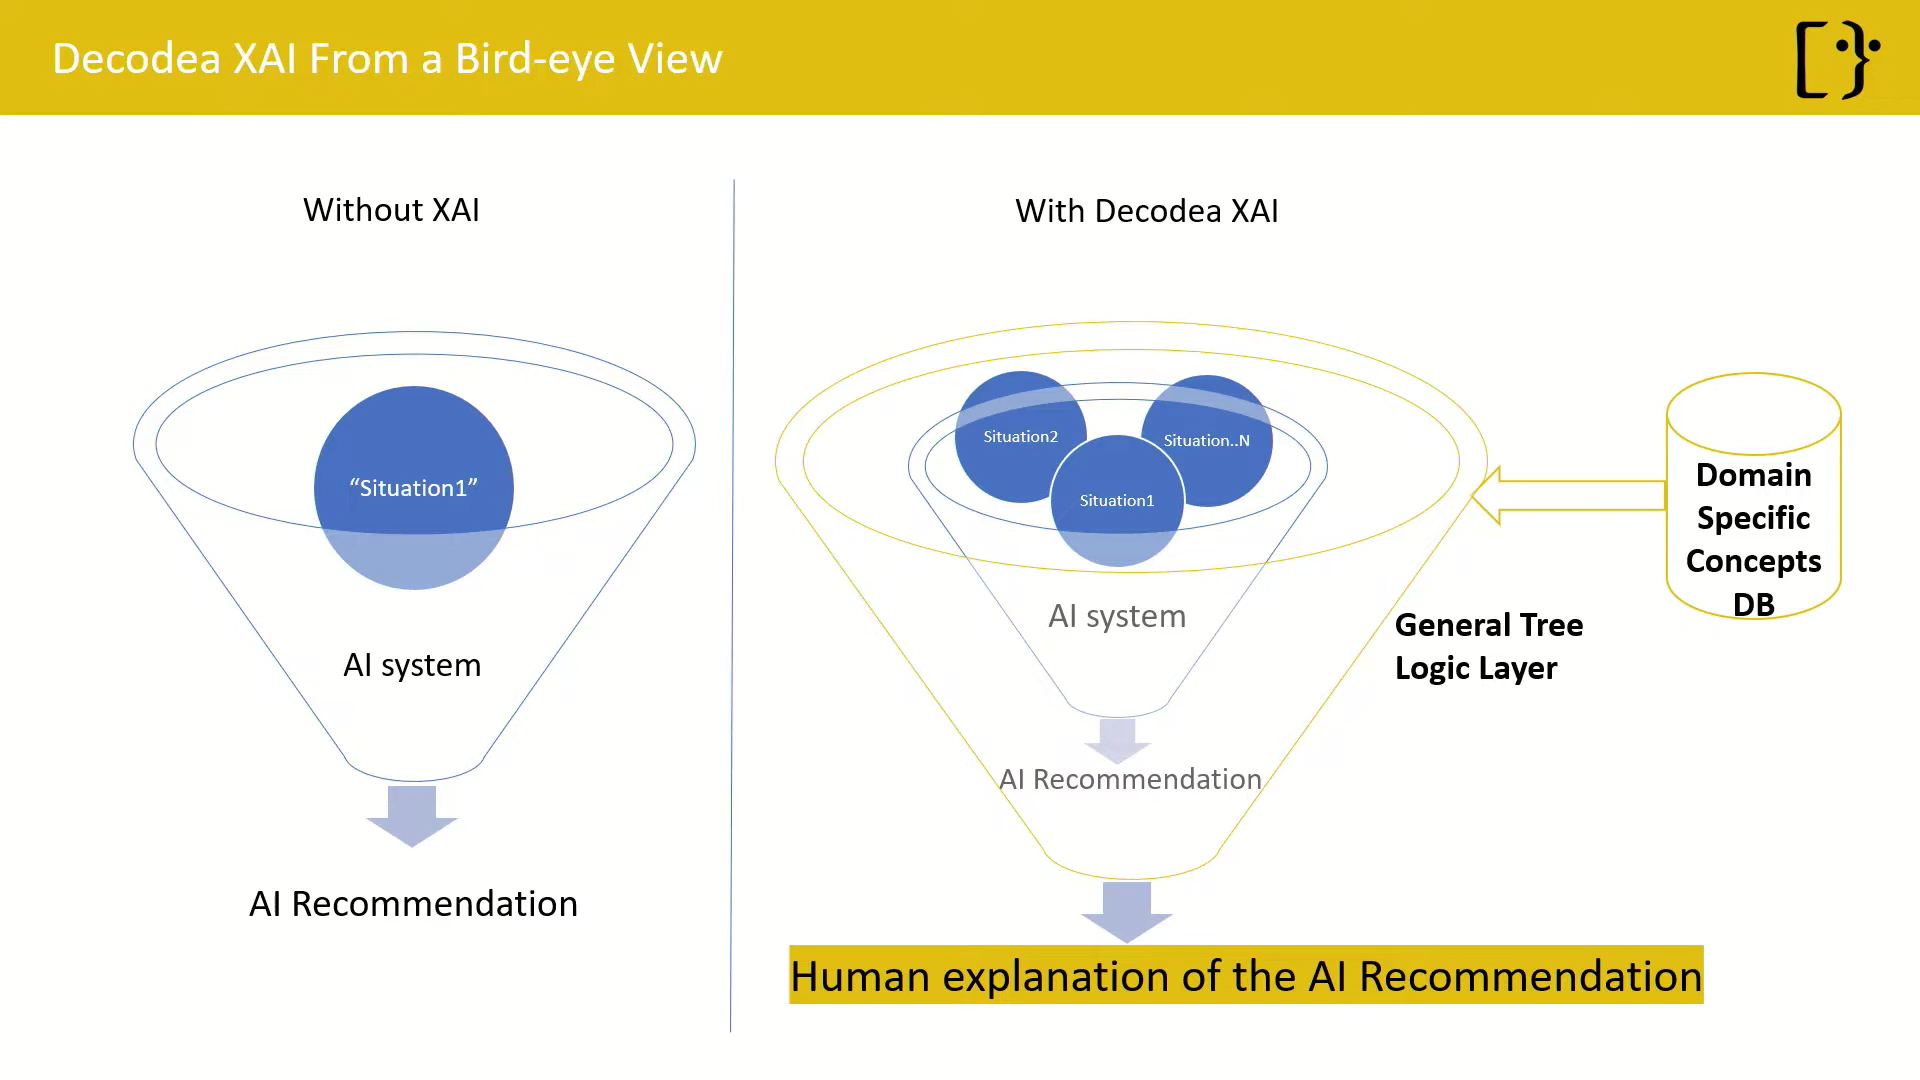 Decodea XAI From a Bird-eye View
Without XAI
“Situation1”
AI system
AI Recommendation
With Decodea XAI
Situation2
Situation..N
Situation1
AI system
AI Recommendation
General Tree
Logic Layer
Domain
Specific
Concepts
DB
Human explanation of the AI Recommendation